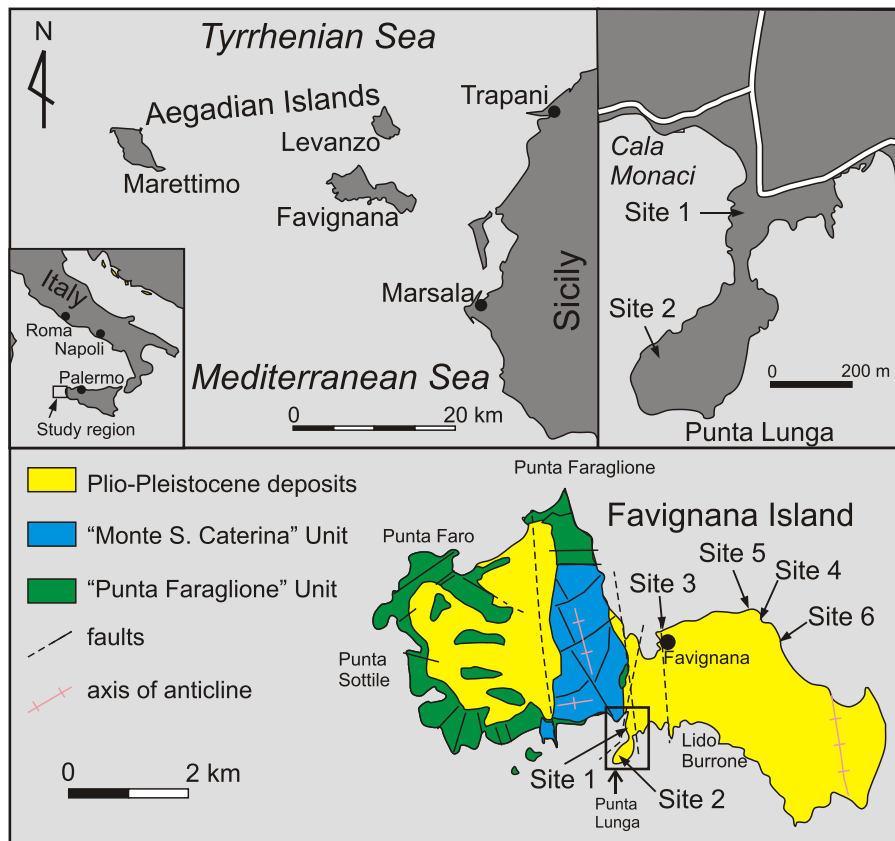 N
Tyrrhenian Sea
Aegadian Islands
Trapani
Levanzo
Marettimo
Favignana
Marsala
Sicily
Mediterranean Sea
0 20 km
Italy
Roma
Napoli
Palermo
Study region
Cala
Monaci
Site 1
Site 2
0 200 m
Punta Lunga
Plio-Pleistocene deposits
“Monte S. Caterina” Unit
“Punta Faraglione” Unit
faults
axis of anticline
0 2 km
Punta Faraglione
Favignana Island
Punta Faro
Site 5
Site 4
Site 3
Site 6
Favignana
Punta
Sottile
Lido
Burrone
Site 1
Site 2
Punta
Lunga